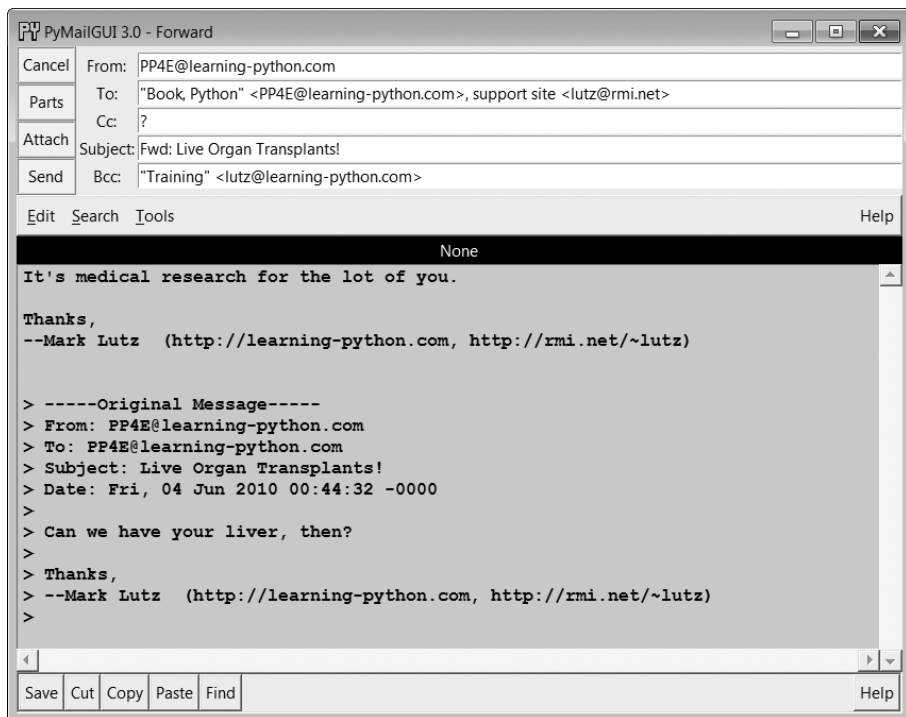 PY PyMailGUI 3.0 - Forward
Cancel From: PP4E@learning-python.com
Parts To: "Book, Python" <PP4E@learning-python.com>, support site <lutz@rmi.net>
Cc: ?
Attach Subject: Fwd: Live Organ Transplants!
Send Bcc: "Training" <lutz@learning-python.com>
Edit Search Tools Help
None
It's medical research for the lot of you.
Thanks,
--Mark Lutz  (http://learning-python.com, http://rmi.net/~lutz)
> -----Original Message-----
> From: PP4E@learning-python.com
> To: PP4E@learning-python.com
> Subject: Live Organ Transplants!
> Date: Fri, 04 Jun 2010 00:44:32 -0000
>
> Can we have your liver, then?
>
> Thanks,
> --Mark Lutz  (http://learning-python.com, http://rmi.net/~lutz)
>
Save Cut Copy Paste Find Help